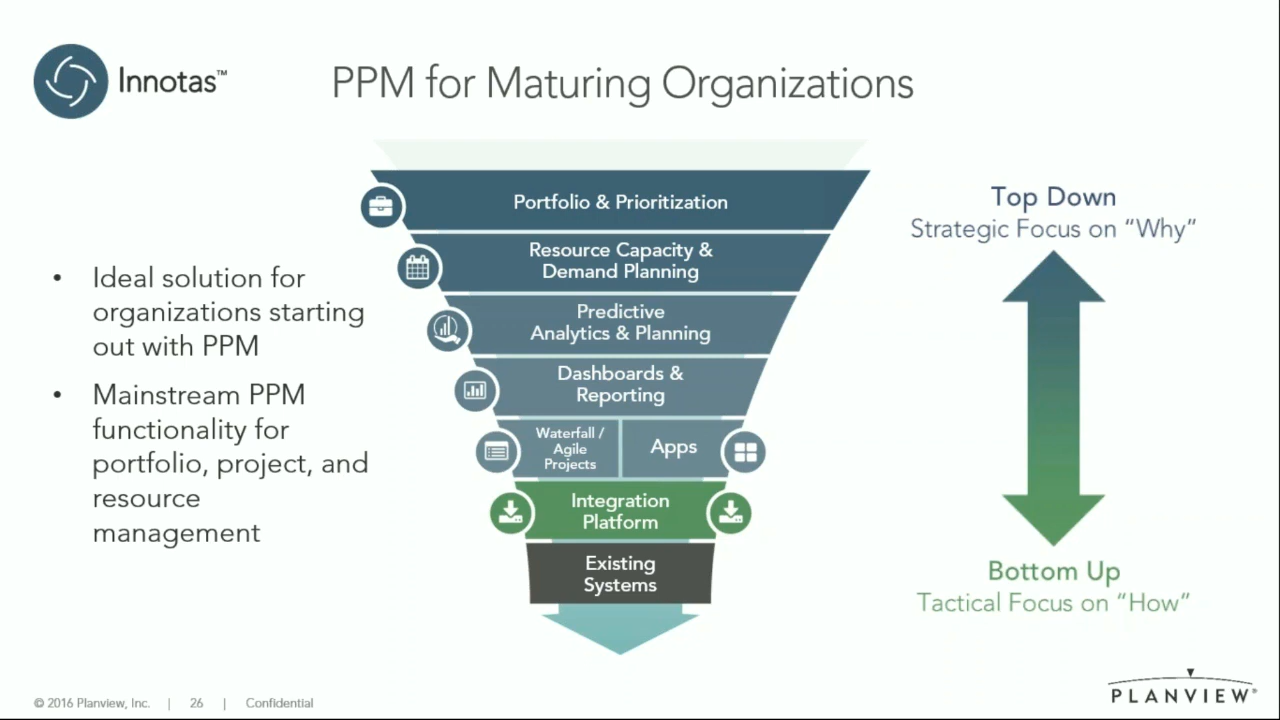 Innotas™
PPM for Maturing Organizations
• Ideal solution for
organizations starting
out with PPM
• Mainstream PPM
functionality for
portfolio, project, and
resource
management
Portfolio & Prioritization
Resource Capacity &
Demand Planning
Predictive
Analytics & Planning
Dashboards &
Reporting
Waterfall /
Agile
Projects
Apps
Integration
Platform
Existing
Systems
Top Down
Strategic Focus on “Why”
Bottom Up
Tactical Focus on “How”
© 2016 Planview, Inc. | 26 | Confidential
PLANVIEW®